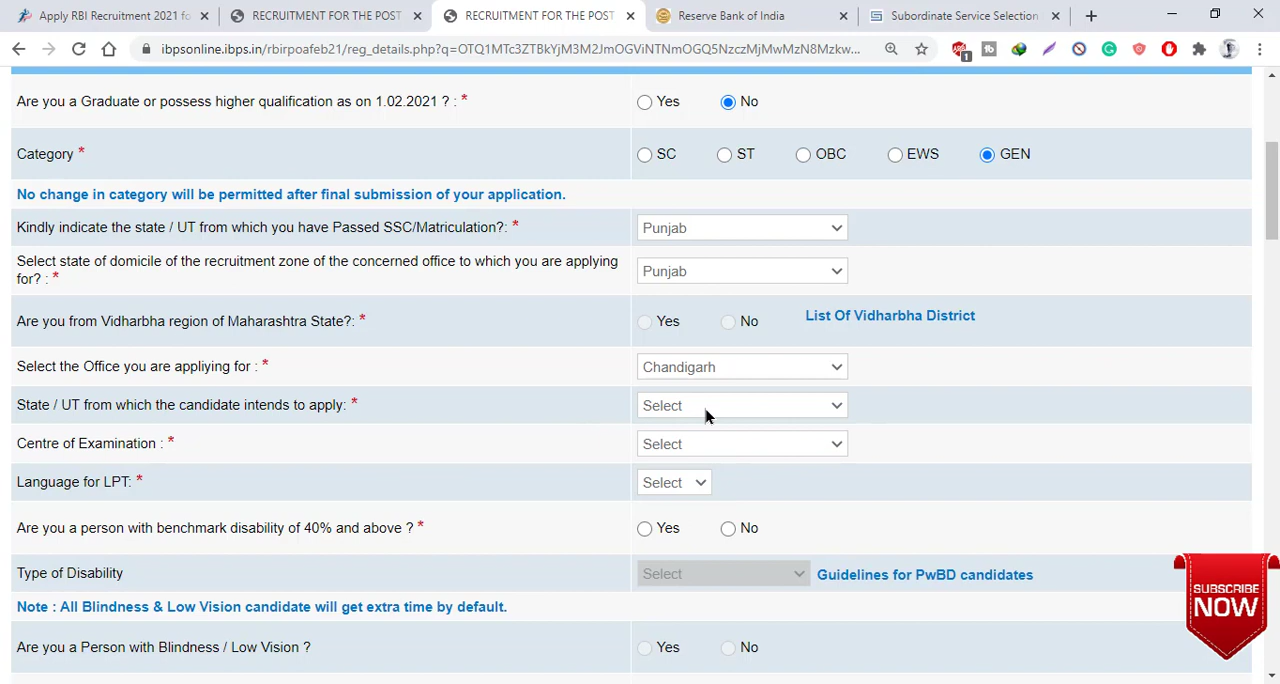 Apply RBI Recruitment 2021 fo
RECRUITMENT FOR THE POST
RECRUITMENT FOR THE POST
Reserve Bank of India
Subordinate Service Selection
ibpsonline.ibps.in/rbirpoafeb21/reg_details.php?q=OTQ1MTc3ZTBkYjM3M2JmOGViNTNmOGQ5NzczMjMwMzN8Mzkw...
Are you a Graduate or possess higher qualification as on 1.02.2021 ? : * Yes No
Category * SC ST OBC EWS GEN
No change in category will be permitted after final submission of your application.
Kindly indicate the state / UT from which you have Passed SSC/Matriculation?: * Punjab
Select state of domicile of the recruitment zone of the concerned office to which you are applying
for? : * Punjab
Are you from Vidharbha region of Maharashtra State?: * Yes No List Of Vidharbha District
Select the Office you are applying for : * Chandigarh
State / UT from which the candidate intends to apply: * Select
Centre of Examination : * Select
Language for LPT: * Select
Are you a person with benchmark disability of 40% and above ? * Yes No
Type of Disability Select Guidelines for PwBD candidates
Note : All Blindness & Low Vision candidate will get extra time by default.
Are you a Person with Blindness / Low Vision ? Yes No
SUBSCRIBE
NOW